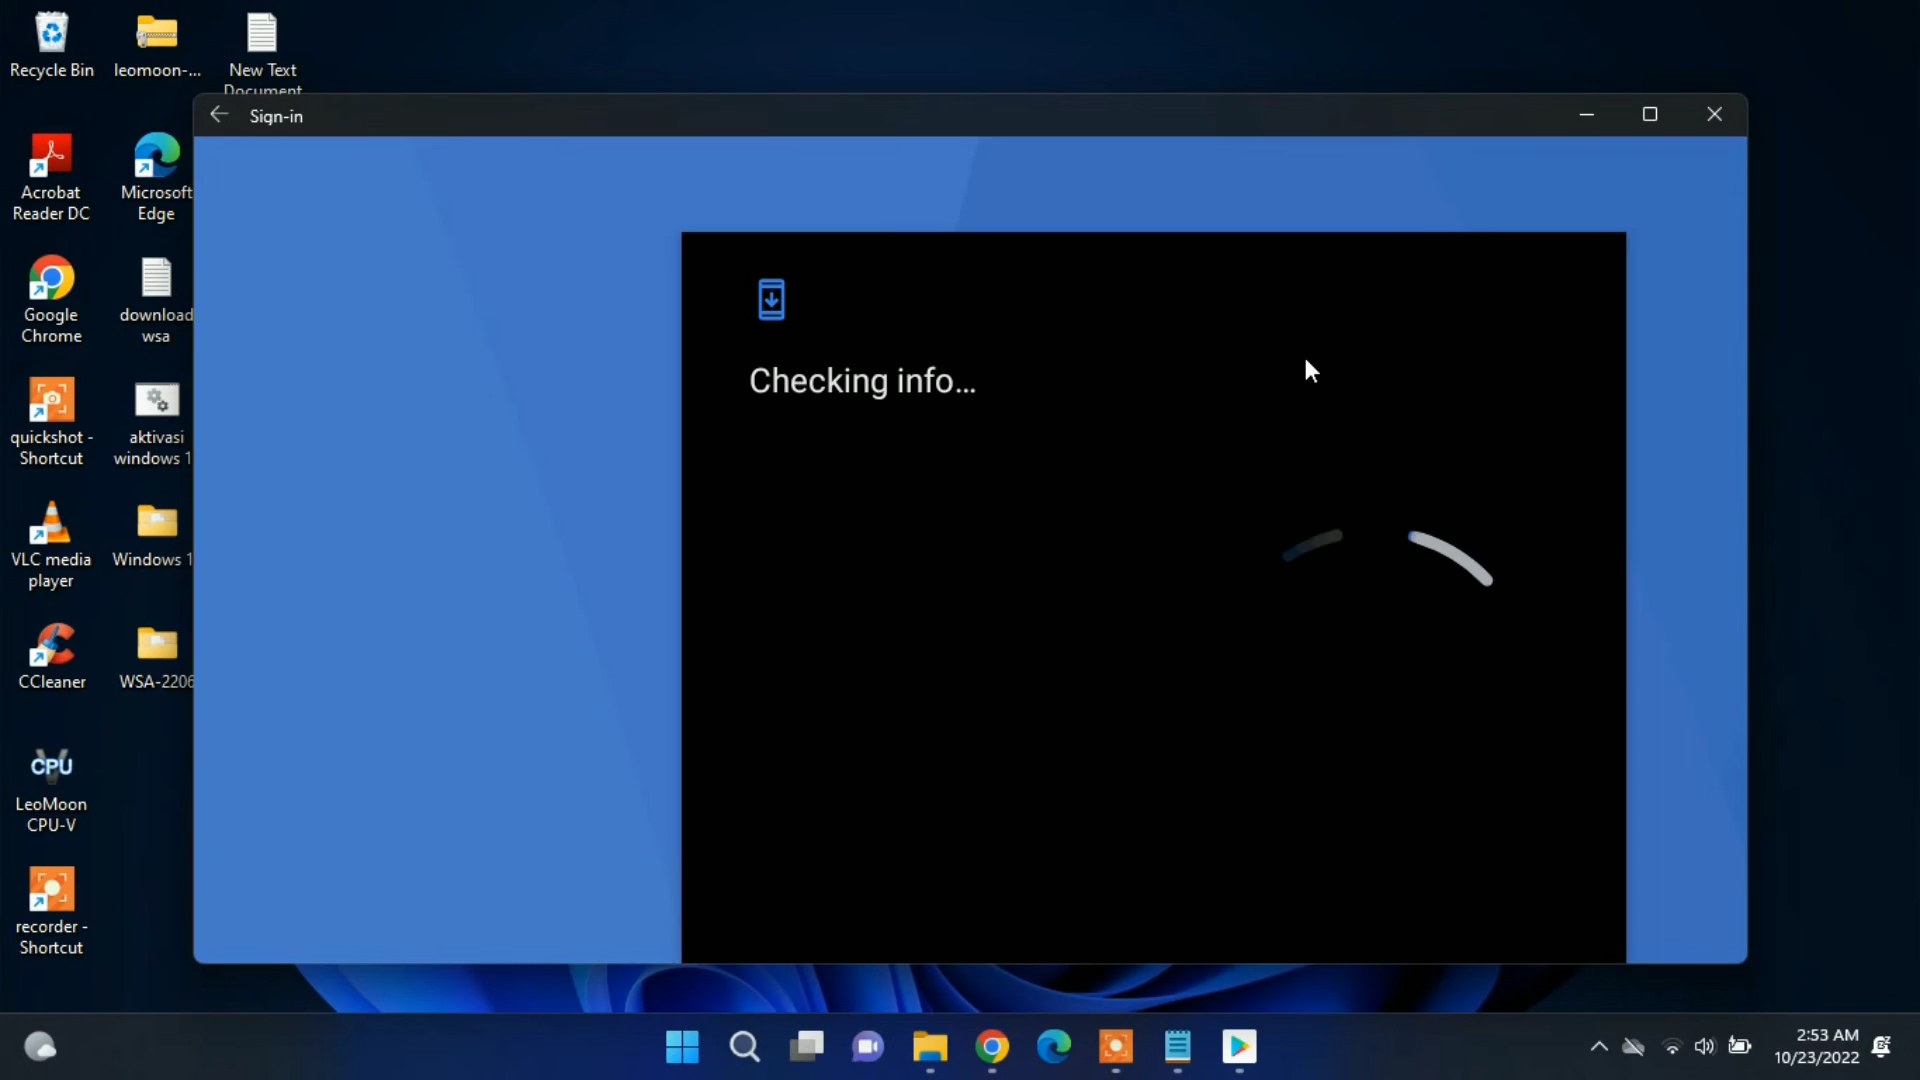 Recycle Bin
leomoon-...
New Text
Document
Sign-in
Acrobat
Reader DC
Microsoft
Edge
Google
Chrome
download
wsa
quickshot -
Shortcut
aktivasi
windows 1
VLC media
player
Windows 1
CCleaner
WSA-2206
CPU
LeoMoon
CPU-V
recorder -
Shortcut
Checking info...
2:53 AM
10/23/2022